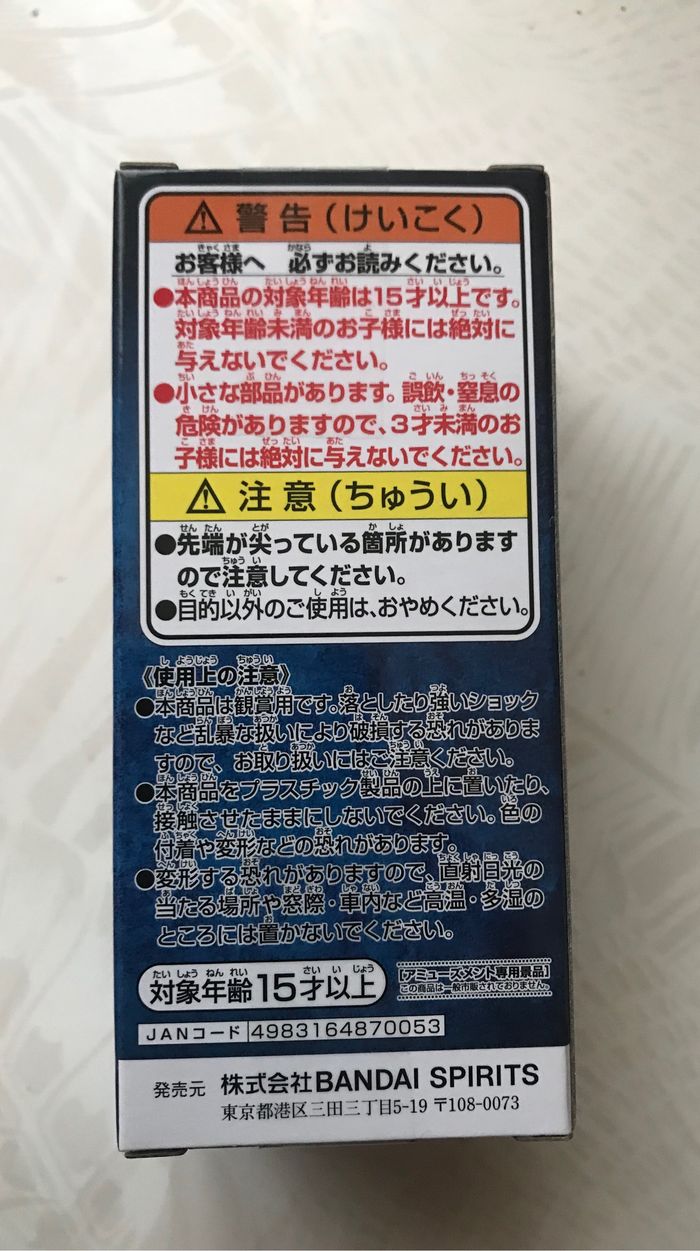 ⚠ 警告(けいこく)
お客様へ 必ずお読みください。
●本商品の対象年齢は15才以上です。
対象年齢未満のお子様には絶対に
与えないでください。
●小さな部品があります。誤飲・窒息の
危険がありますので、3才未満のお
子様には絶対に与えないでください。
⚠ 注意(ちゅうい)
●先端が尖っている箇所があります
ので注意してください。
●目的以外のご使用は、おやめください。
《使用上の注意》
●本商品は観賞用です。落としたり強いショック
など乱暴な扱いにより破損する恐れがありま
すので、お取り扱いにはご注意ください。
●本商品をプラスチック製品の上に置いたり、
接触させたままにしないでください。色の
付着や変形などの恐れがあります。
●変形する恐れがありますので、直射日光の
当たる場所や窓際・車内など高温・多湿の
ところには置かないでください。
対象年齢15才以上
[アミューズメント専用景品]
この商品は一般市販されておりません。
JANコード 4983164870053
発売元 株式会社BANDAI SPIRITS
東京都港区三田三丁目5-19 〒108-0073